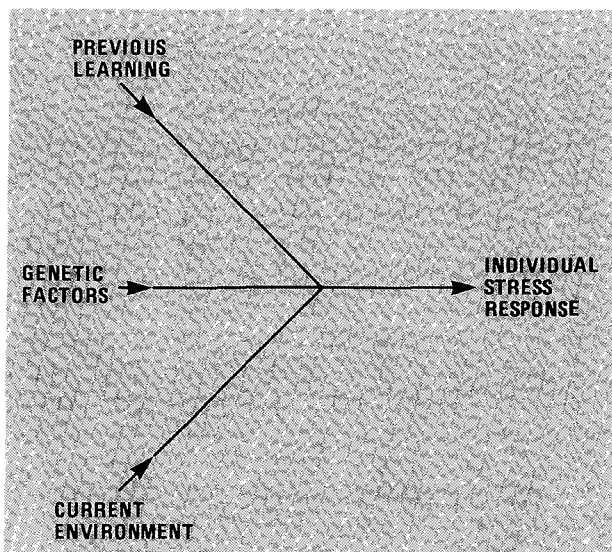 PREVIOUS
LEARNING
GENETIC
FACTORS
INDIVIDUAL
STRESS
RESPONSE
CURRENT
ENVIRONMENT